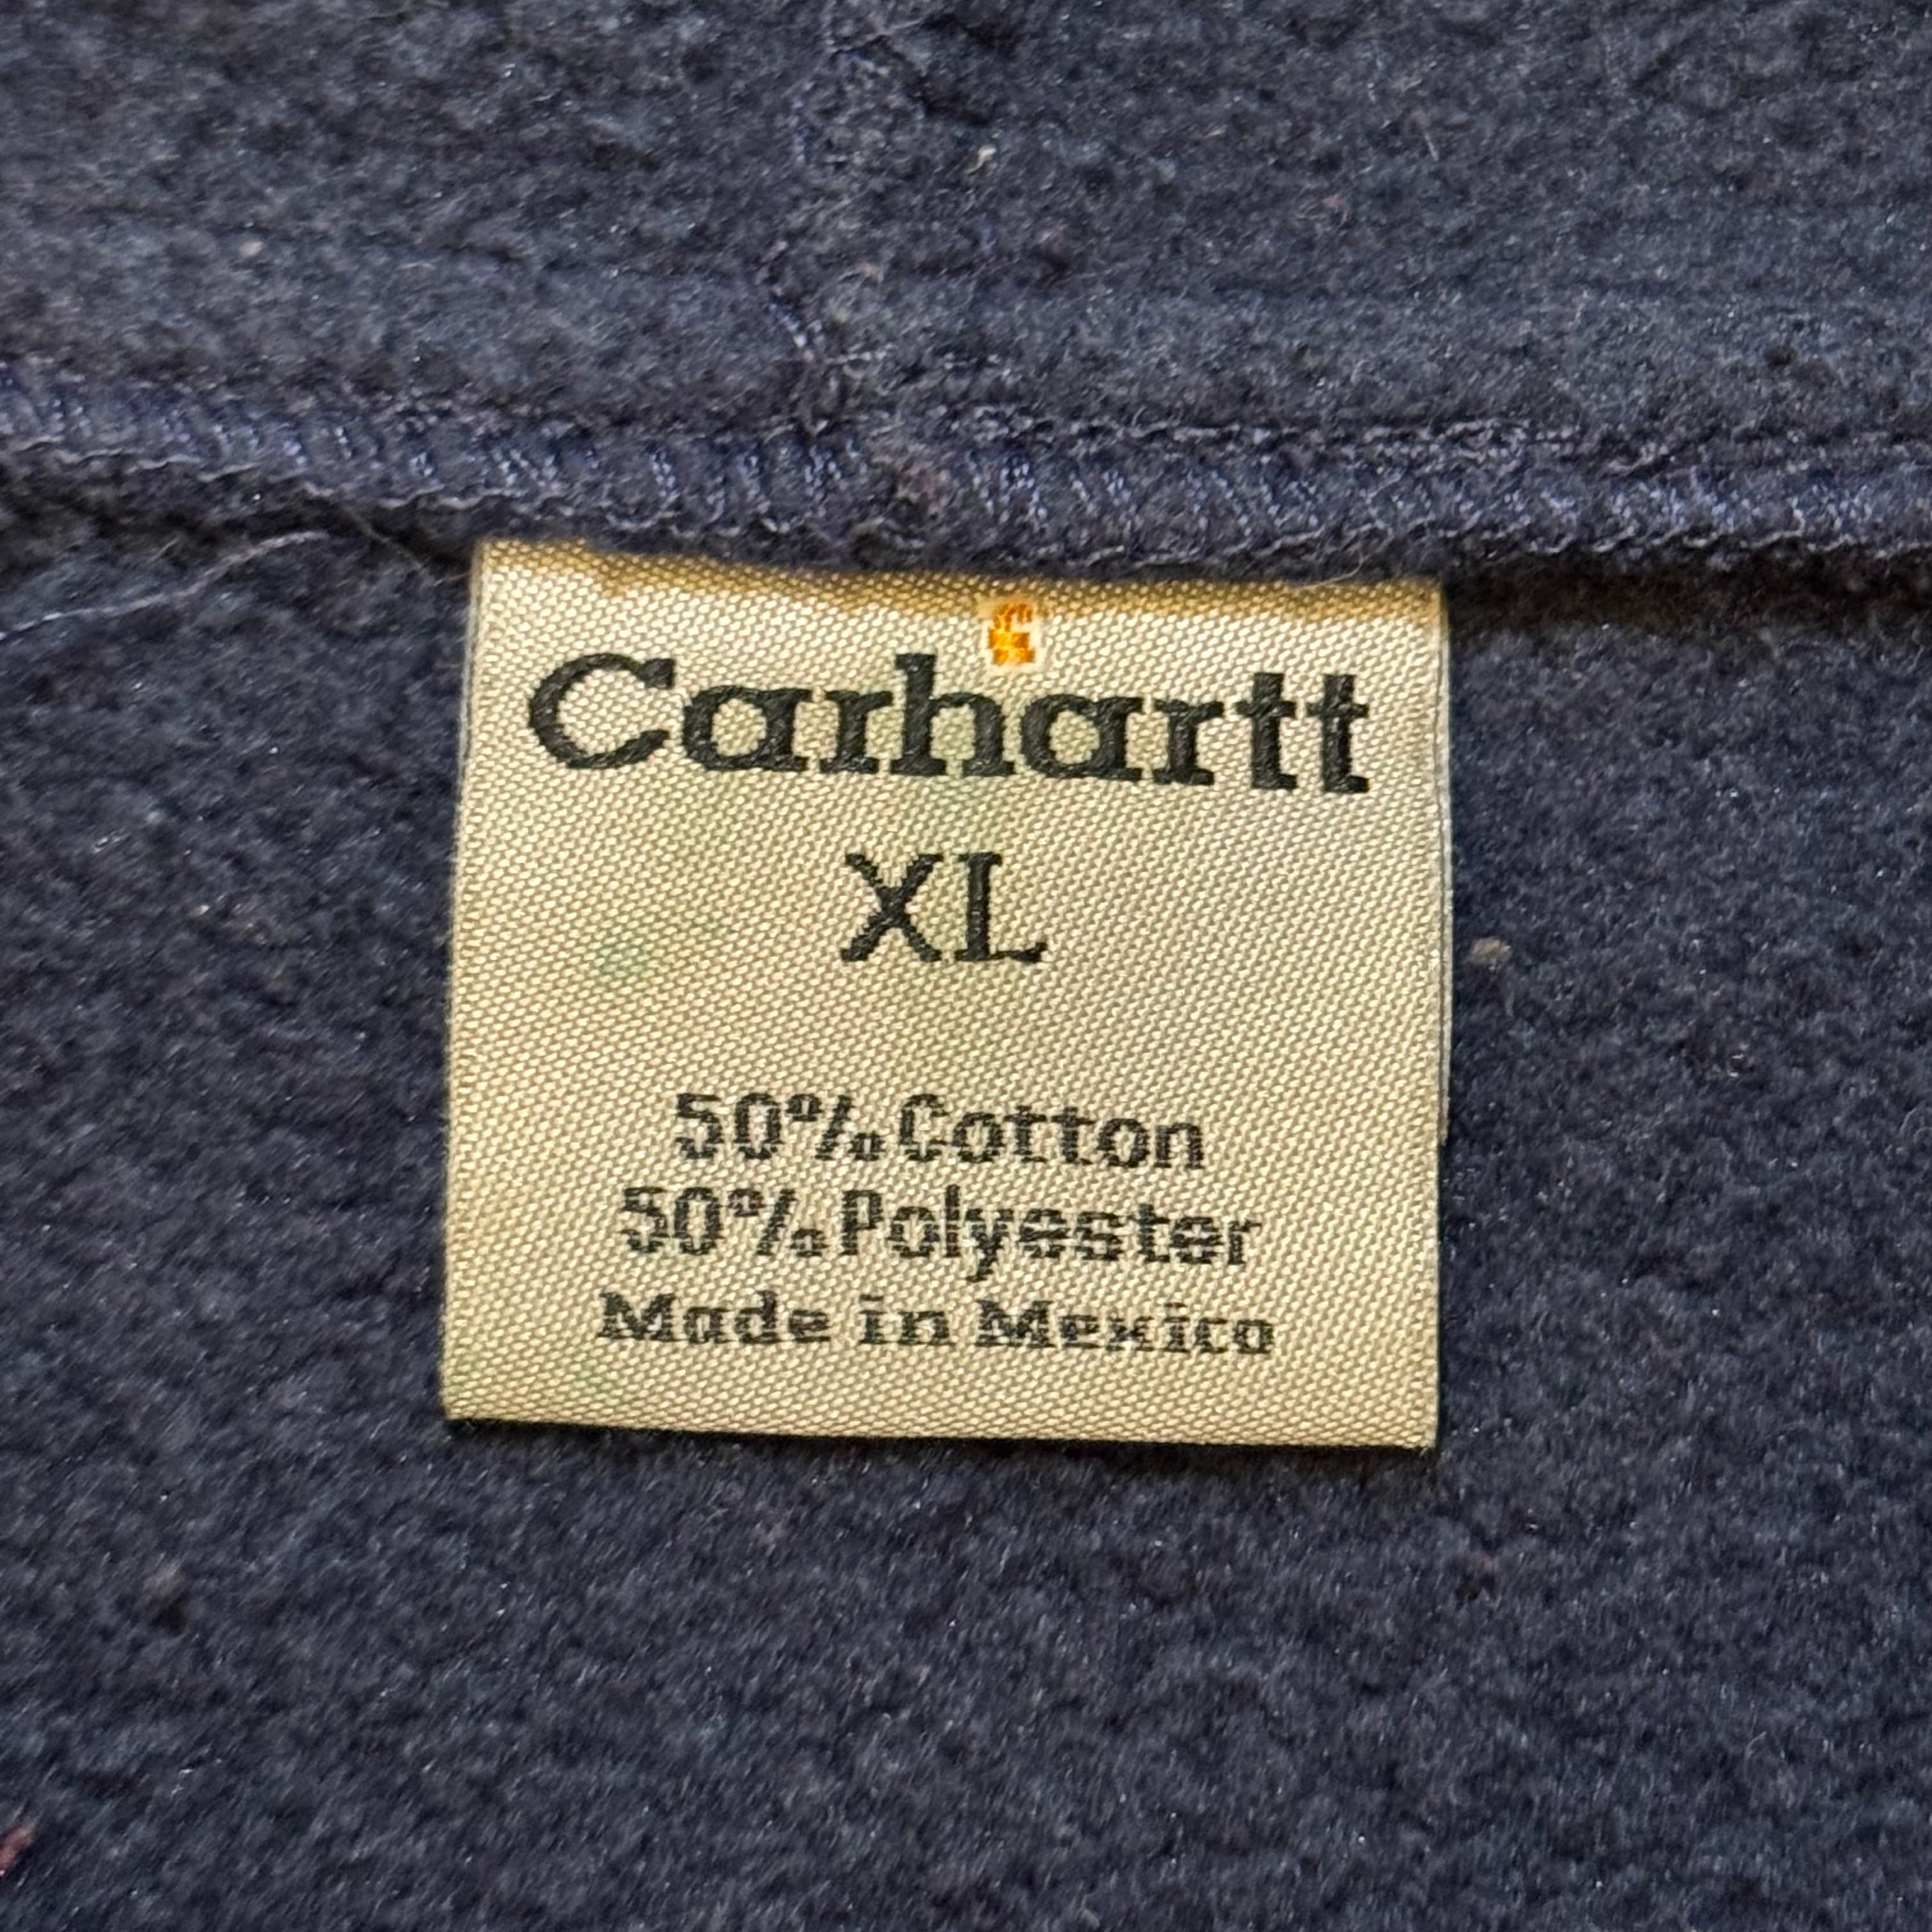 Carhartt
XL
50% Cotton
50% Polyester
Made in Mexico